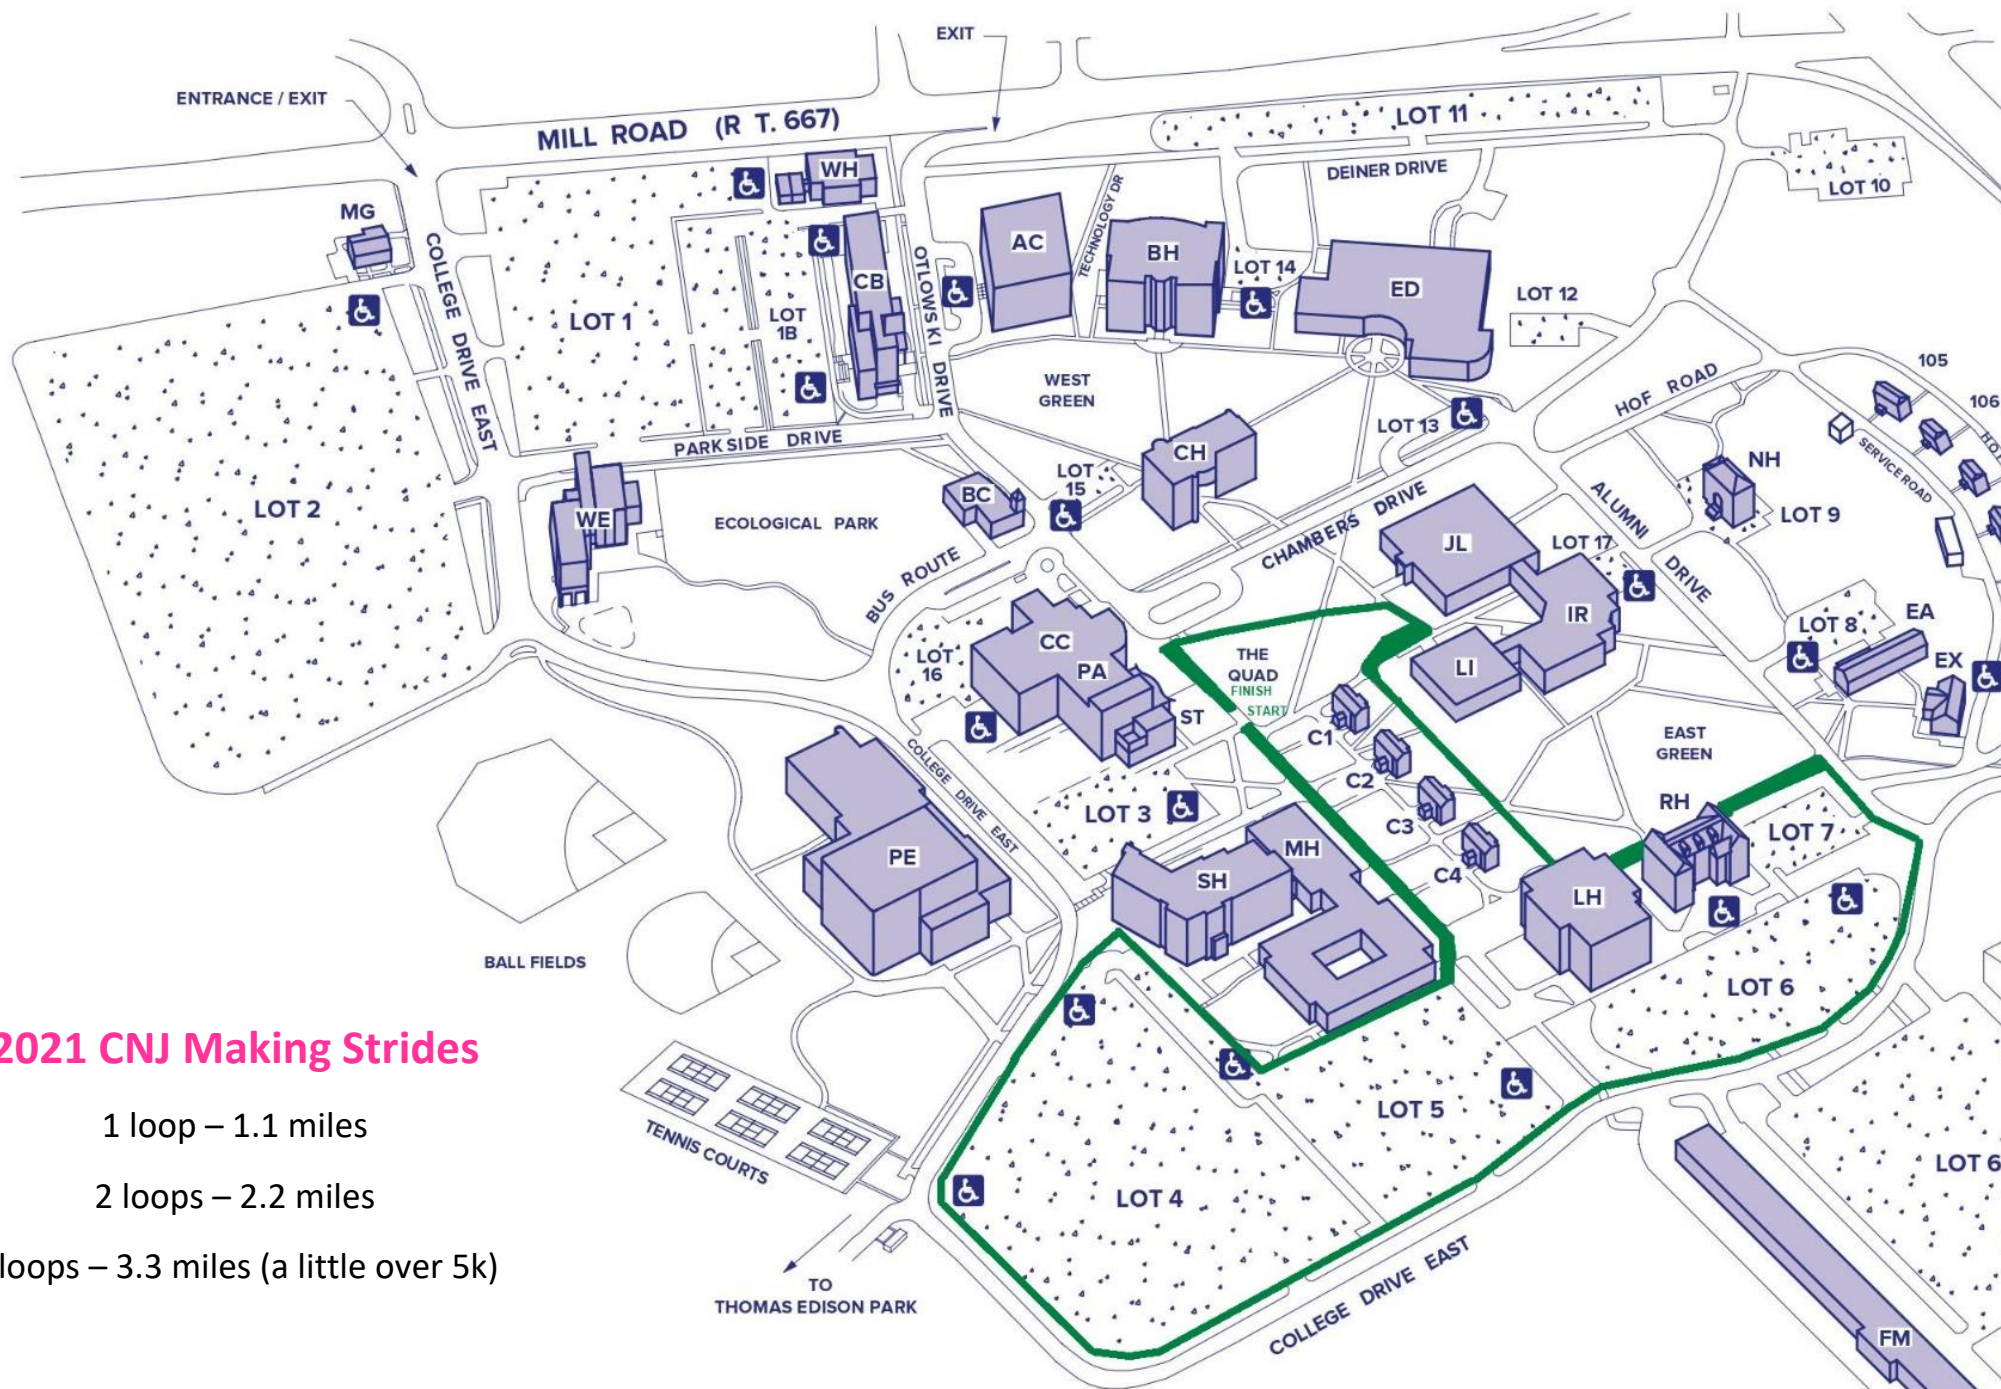 EXIT
ENTRANCE / EXIT
MILL ROAD (R T. 667)
LOT 11
DEINER DRIVE
LOT 10
WH
MG
COLLEGE DRIVE EAST
CB
OTLOWSKI DRIVE
AC
TECHNOLOGY DR
BH
LOT 14
ED
LOT 12
LOT 1
LOT
1B
WEST
GREEN
HOF ROAD
105
106
PARKSIDE DRIVE
LOT 13
CH
LOT
15
BC
NH
SERVICE ROAD
LOT 2
WE
ECOLOGICAL PARK
CHAMBERS DRIVE
ALUMNI DRIVE
LOT 9
JL
LOT 17
BUS ROUTE
IR
LOT 8
EA
EX
CC
PA
LOT
16
THE
QUAD
FINISH
START
LI
ST
C1
C2
C3
C4
EAST
GREEN
COLLEGE DRIVE EAST
LOT 3
RH
LOT 7
PE
SH
MH
LH
BALL FIELDS
LOT 6
2021 CNJ Making Strides
1 loop – 1.1 miles
2 loops – 2.2 miles
loops – 3.3 miles (a little over 5k)
TENNIS COURTS
LOT 5
LOT 4
LOT 6
TO
THOMAS EDISON PARK
COLLEGE DRIVE EAST
FM